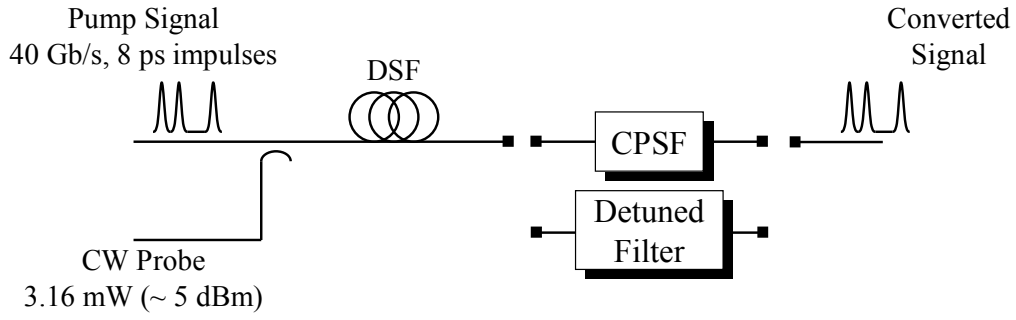 Pump Signal
40 Gb/s, 8 ps impulses
DSF
Converted
Signal
CPSF
Detuned
Filter
CW Probe
3.16 mW (~ 5 dBm)